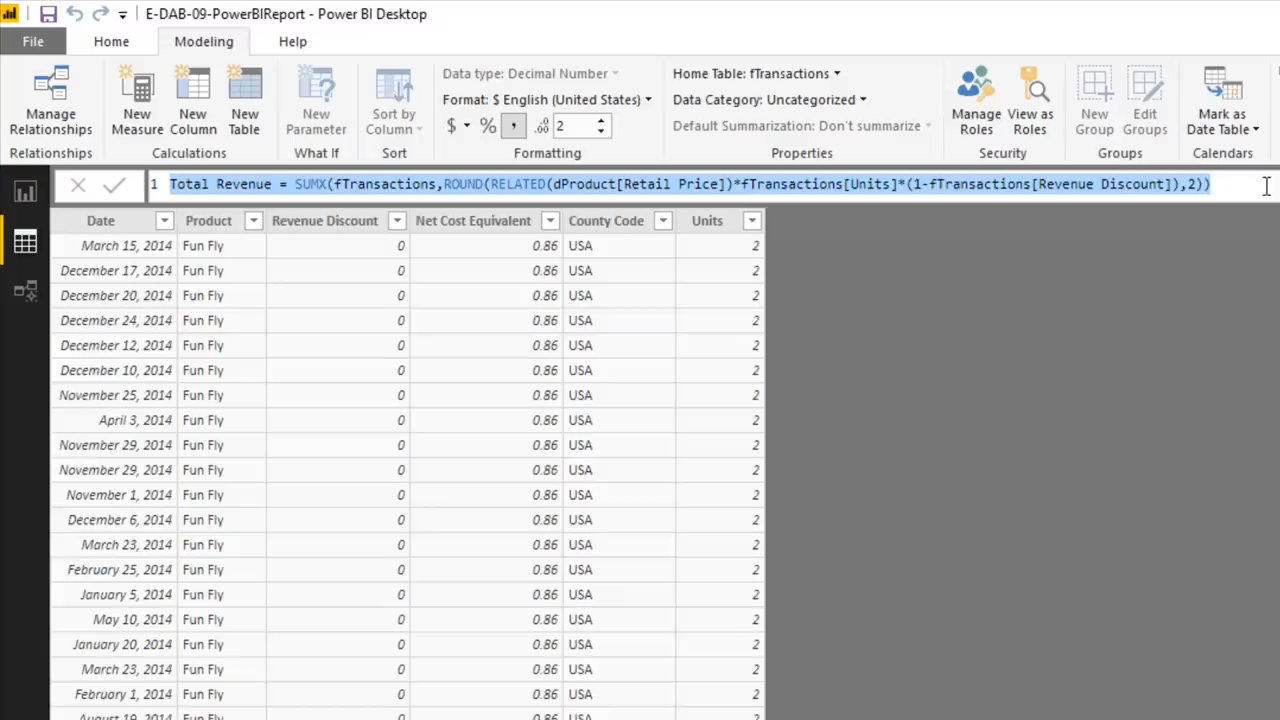 E-DAB-09-PowerBIReport - Power BI Desktop
File Home Modeling Help
Manage Relationships
New Measure
New Column
New Table
New Parameter
Sort by Column
Data type: Decimal Number
Format: $ English (United States)
$ % , .00 2
Home Table: fTransactions
Data Category: Uncategorized
Default Summarization: Don't summarize
Manage Roles
View as Roles
New Group
Edit Groups
Mark as Date Table
Relationships Calculations What If Sort Formatting Properties Security Groups Calendars
1 Total Revenue = SUMX(fTransactions,ROUND(RELATED(dProduct[Retail Price])*fTransactions[Units]*(1-fTransactions[Revenue Discount]),2))
Date Product Revenue Discount Net Cost Equivalent County Code Units
March 15, 2014 Fun Fly 0 0.86 USA 2
December 17, 2014 Fun Fly 0 0.86 USA 2
December 20, 2014 Fun Fly 0 0.86 USA 2
December 24, 2014 Fun Fly 0 0.86 USA 2
December 12, 2014 Fun Fly 0 0.86 USA 2
December 10, 2014 Fun Fly 0 0.86 USA 2
November 25, 2014 Fun Fly 0 0.86 USA 2
April 3, 2014 Fun Fly 0 0.86 USA 2
November 29, 2014 Fun Fly 0 0.86 USA 2
November 29, 2014 Fun Fly 0 0.86 USA 2
November 1, 2014 Fun Fly 0 0.86 USA 2
December 6, 2014 Fun Fly 0 0.86 USA 2
March 23, 2014 Fun Fly 0 0.86 USA 2
February 25, 2014 Fun Fly 0 0.86 USA 2
January 5, 2014 Fun Fly 0 0.86 USA 2
May 10, 2014 Fun Fly 0 0.86 USA 2
January 20, 2014 Fun Fly 0 0.86 USA 2
March 23, 2014 Fun Fly 0 0.86 USA 2
February 1, 2014 Fun Fly 0 0.86 USA 2
August 19, 2014 Fun Fly 0 0.86 USA 2